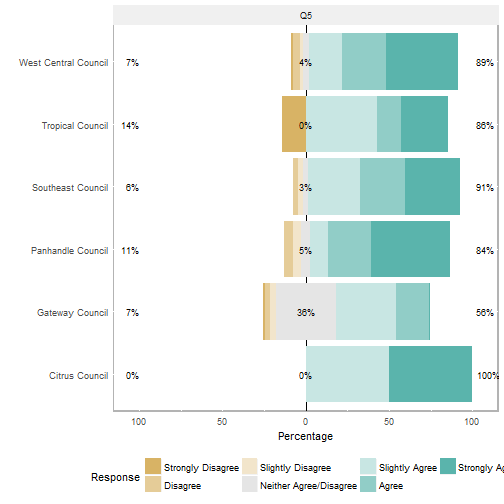 Q5
West Central Council 7% 4% 89%
Tropical Council 14% 0% 86%
Southeast Council 6% 3% 91%
Panhandle Council 11% 5% 84%
Gateway Council 7% 36% 56%
Citrus Council 0% 0% 100%
100 50 0 50 100
Percentage
Response
Strongly Disagree Slightly Disagree Slightly Agree Strongly Ag
Disagree Neither Agree/Disagree Agree